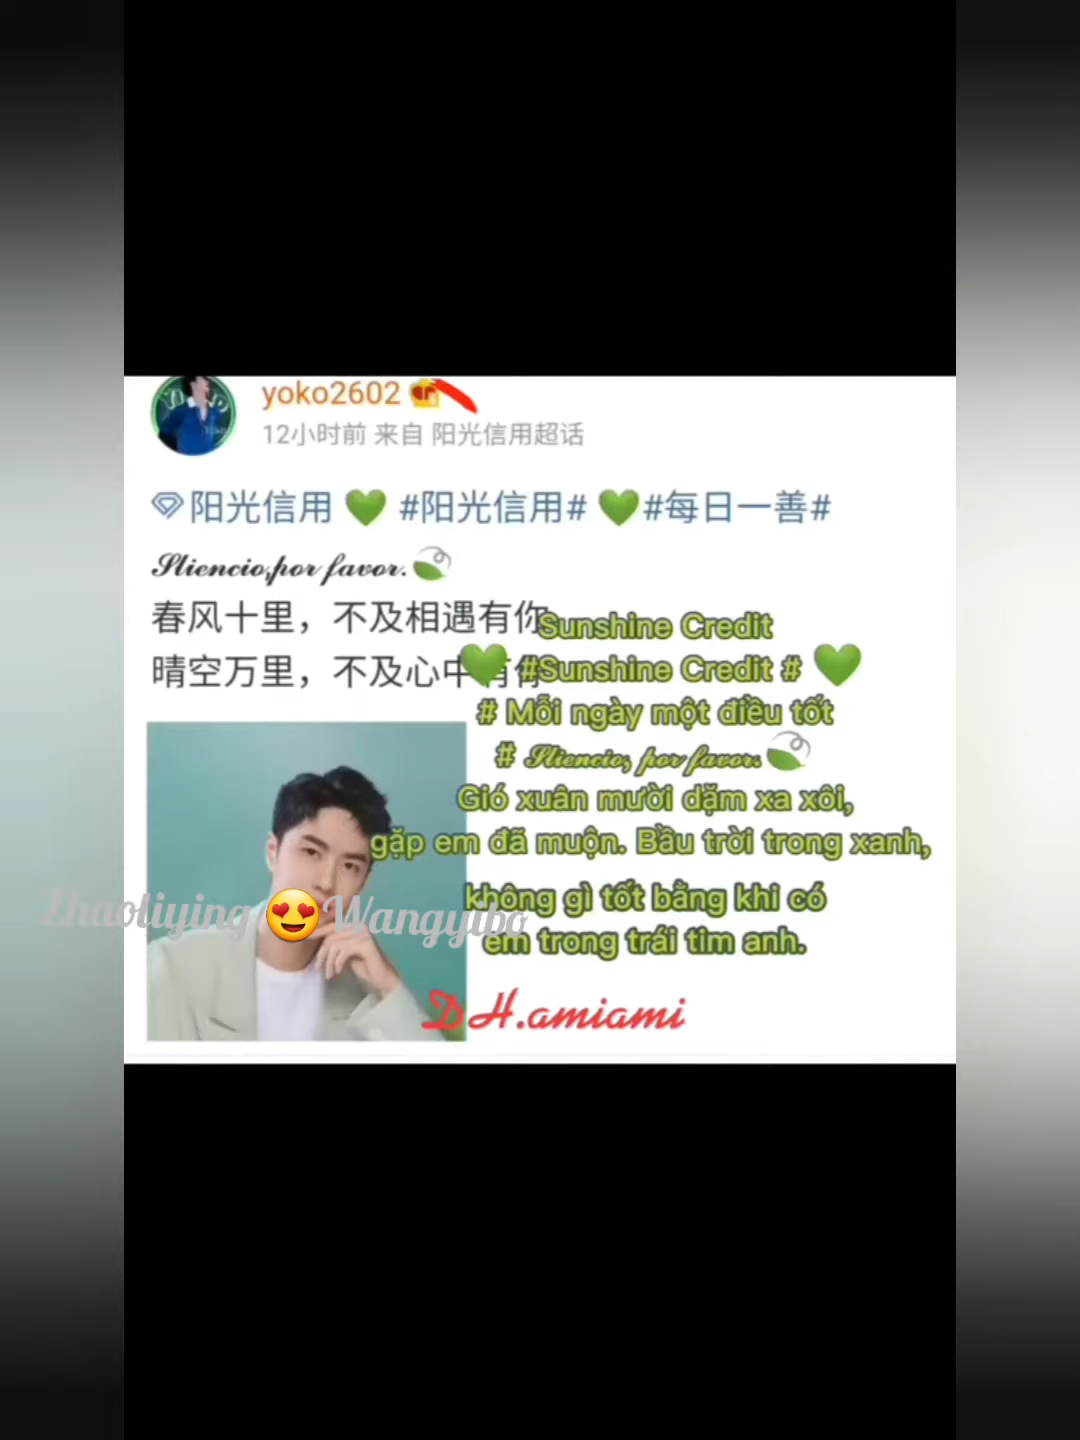 yoko2602
12小时前 来自 阳光信用超话
阳光信用 💚 #阳光信用# 💚#每日一善#
Sliencio,por favor.🍃
春风十里，不及相遇有你
晴空万里，不及心中有你
Sunshine Credit
💚 #Sunshine Credit # 💚
# Mỗi ngày một điều tốt
# Sliencio, por favor.🍃
Gió xuân mười dặm xa xôi,
gặp em đã muộn. Bầu trời trong xanh,
không gì tốt bằng khi có
em trong trái tim anh.
Zhaoliying 😍 Wangyibo
DH.amiami